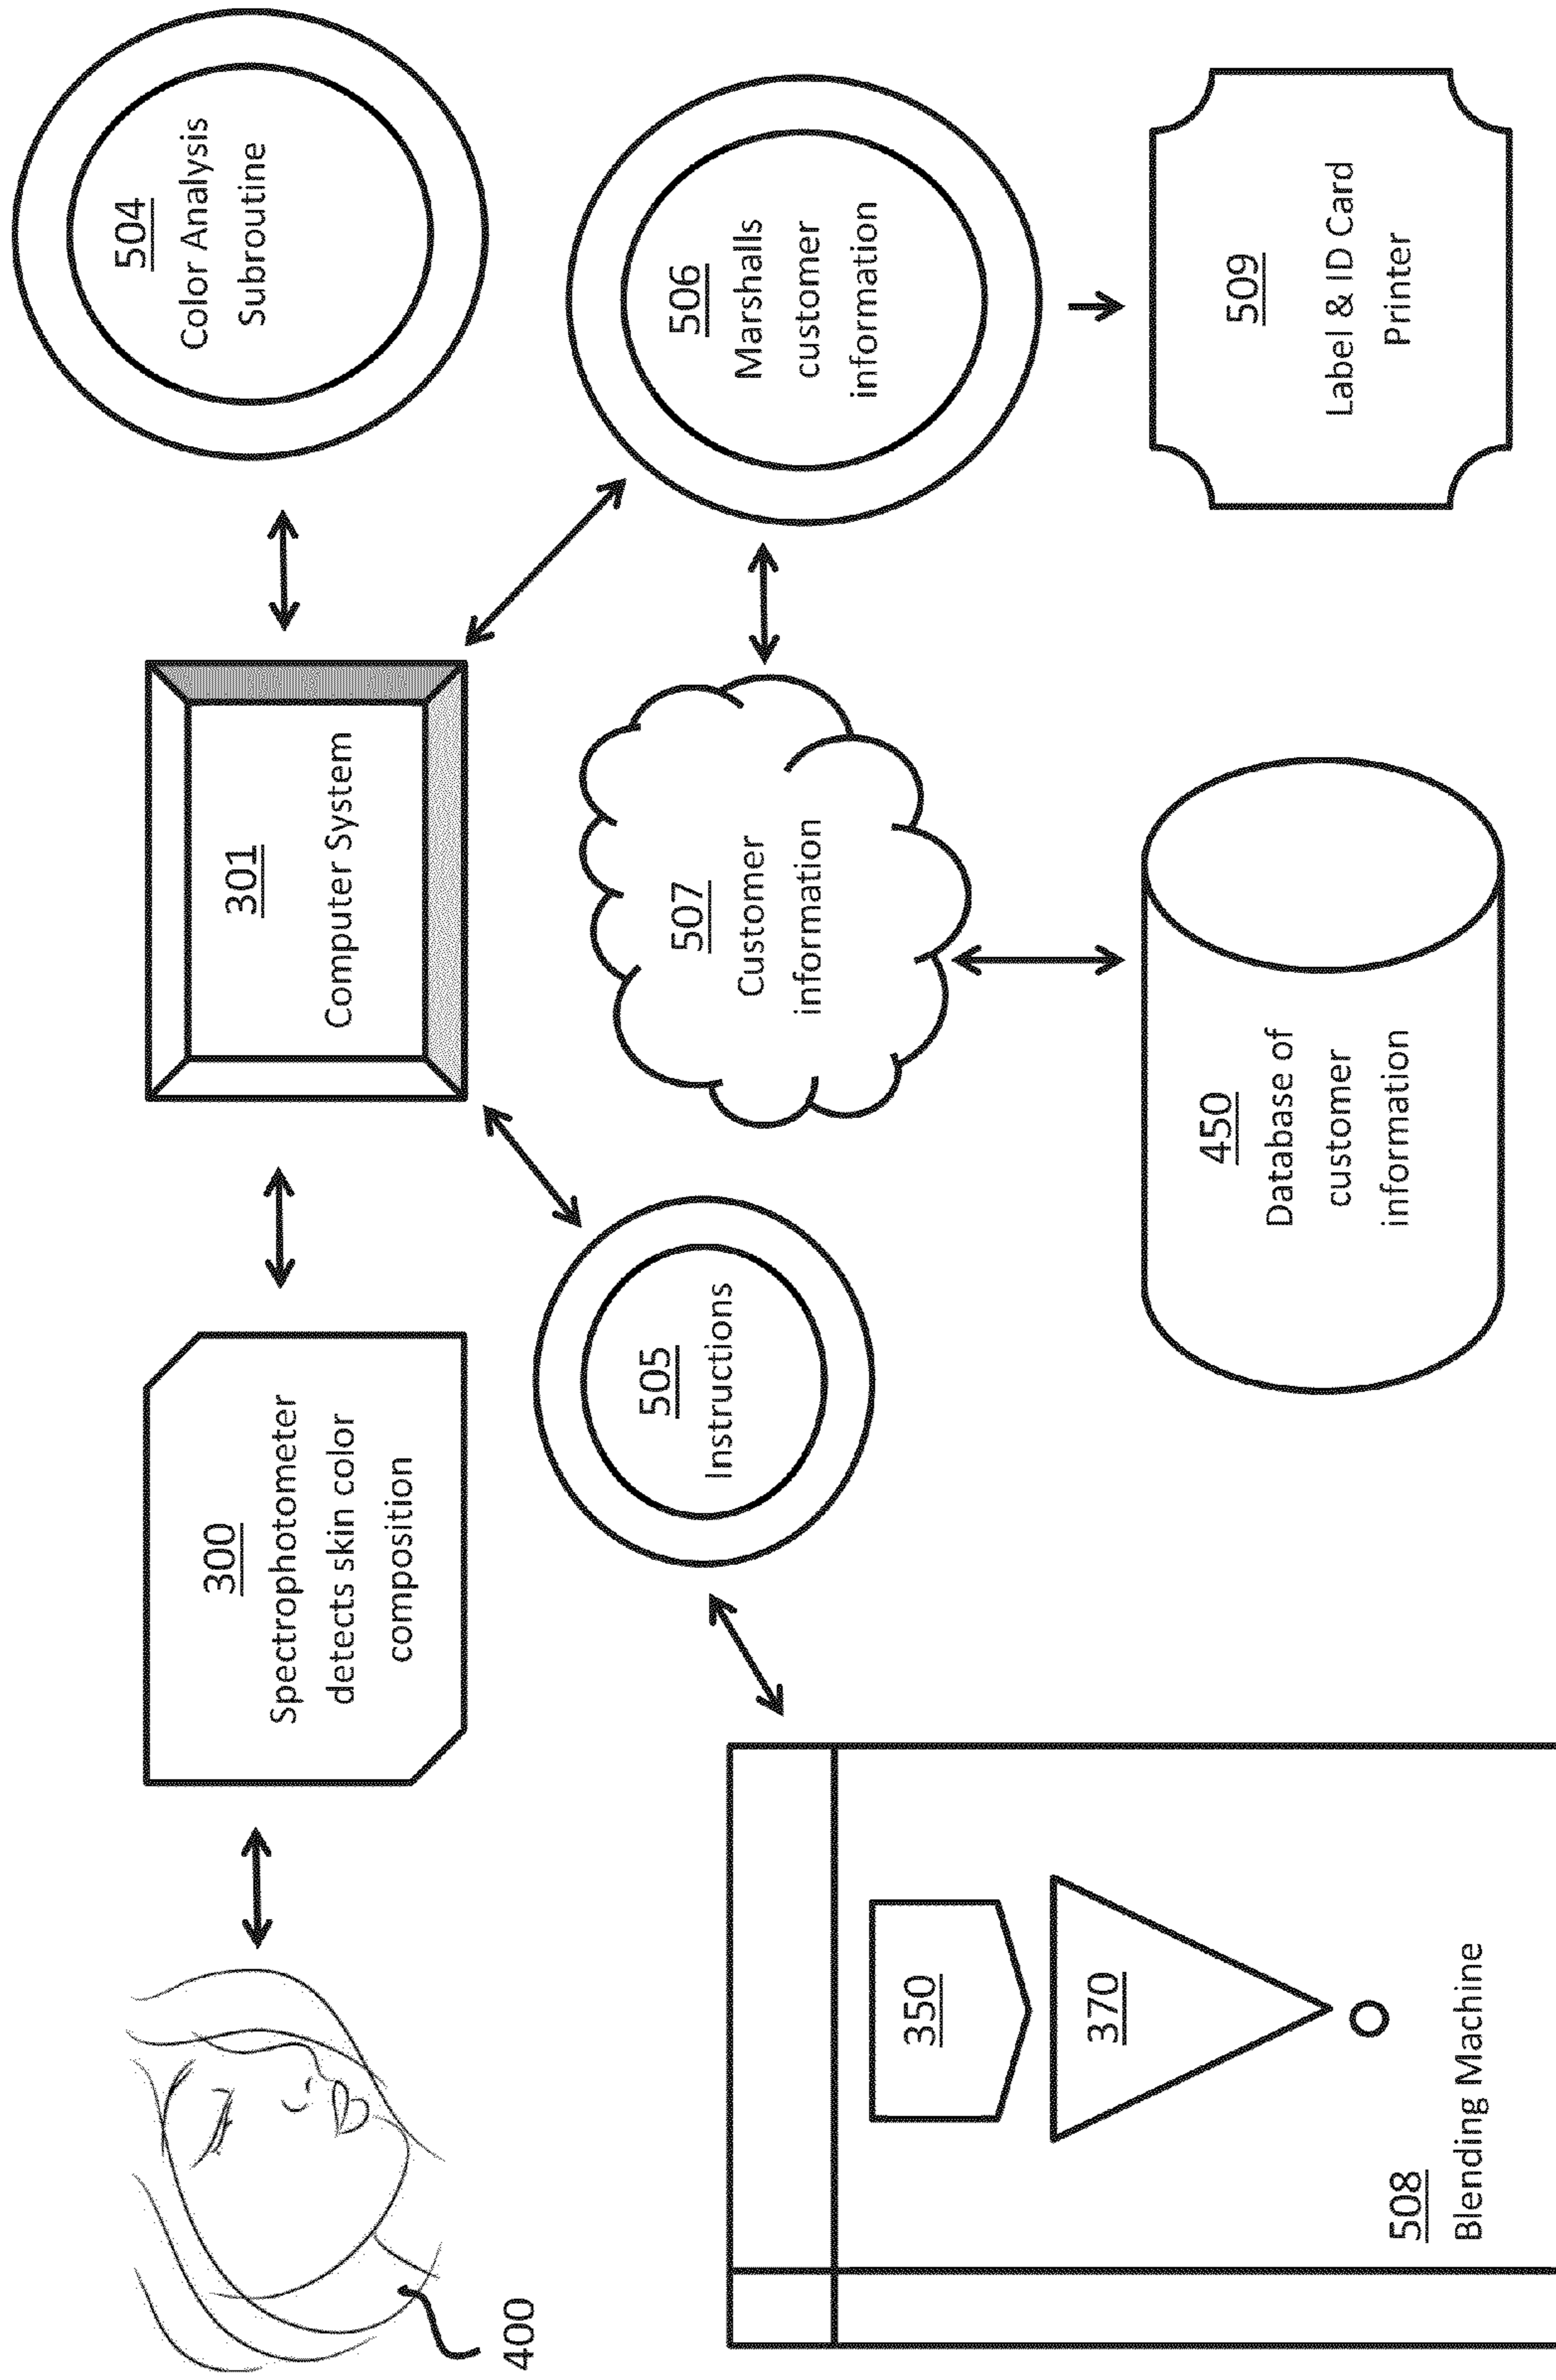 400
300
Spectrophotometer
detects skin color
composition
301
Computer System
504
Color Analysis
Subroutine
505
Instructions
507
Customer
information
506
Marshalls
customer
information
350
370
508
Blending Machine
450
Database of
customer
information
509
Label & ID Card
Printer